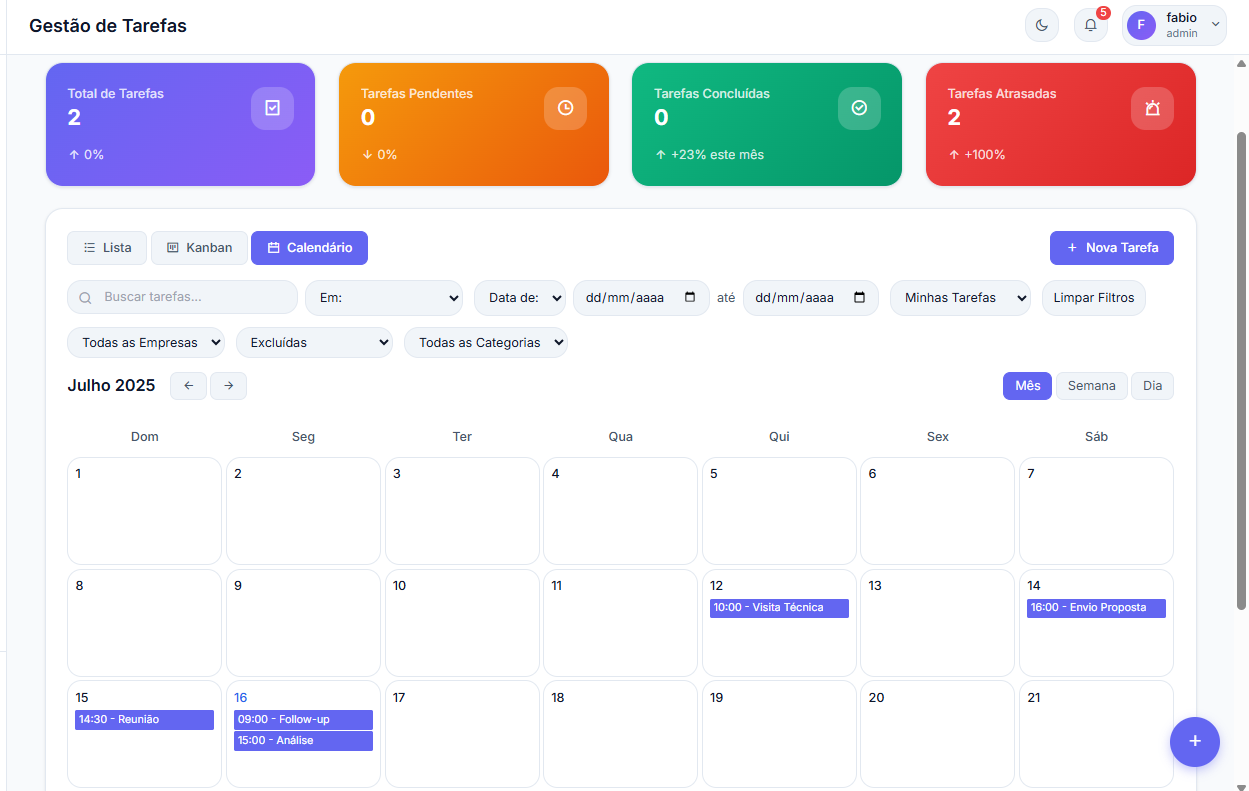 Gestão de Tarefas
5
F
fabio
admin
Total de Tarefas
2
↑ 0%
Tarefas Pendentes
0
↓ 0%
Tarefas Concluídas
0
↑ +23% este mês
Tarefas Atrasadas
2
↑ +100%
Lista
Kanban
Calendário
+ Nova Tarefa
Buscar tarefas...
Em:
Data de:
dd/mm/aaaa
até
dd/mm/aaaa
Minhas Tarefas
Limpar Filtros
Todas as Empresas
Excluídas
Todas as Categorias
Julho 2025
← →
Mês
Semana
Dia
Dom Seg Ter Qua Qui Sex Sáb
1 2 3 4 5 6 7
8 9 10 11 12 13 14
10:00 - Visita Técnica
16:00 - Envio Proposta
15 16 17 18 19 20 21
14:30 - Reunião
09:00 - Follow-up
15:00 - Análise
+